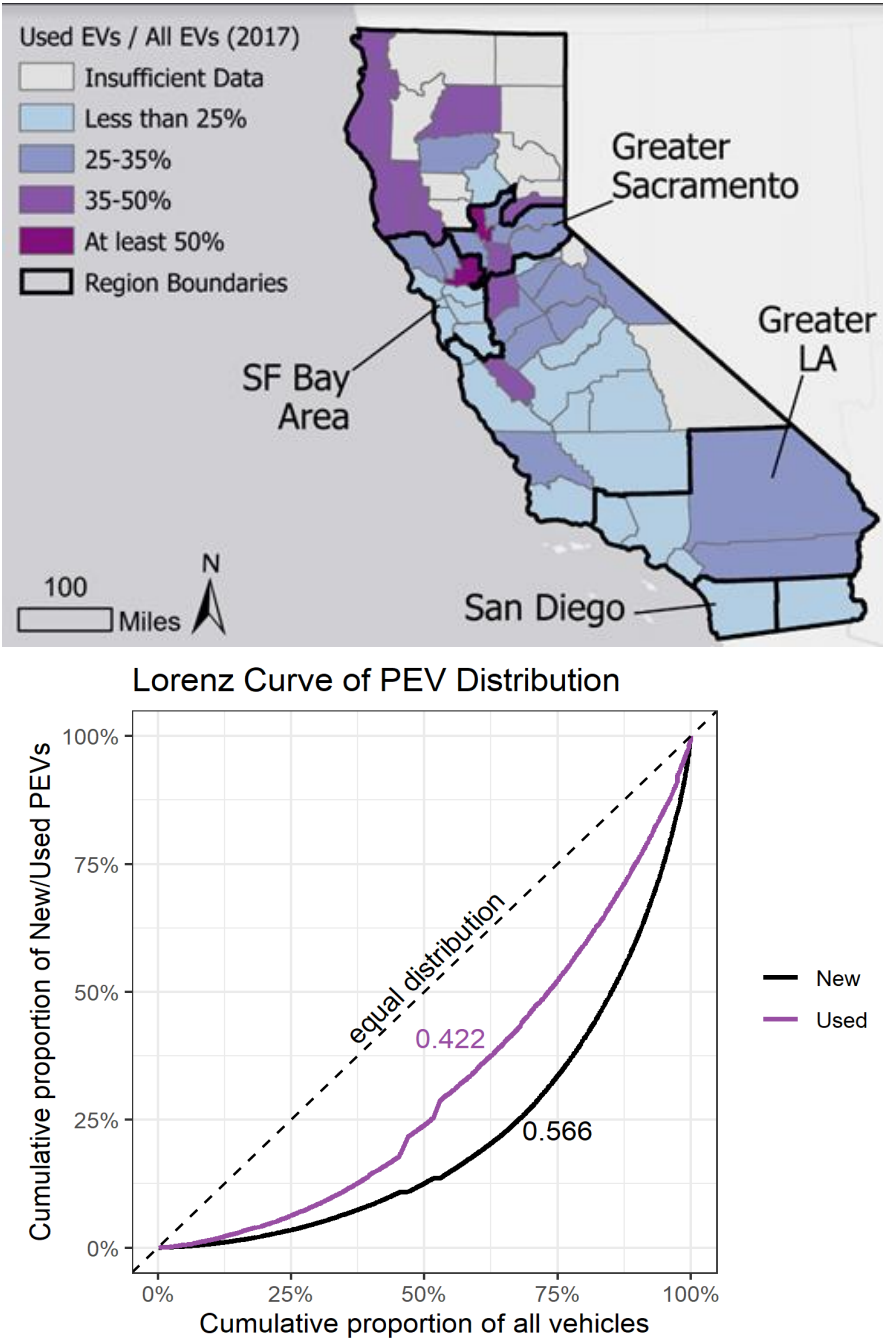 Used EVs / All EVs (2017)
Insufficient Data
Less than 25%
25-35%
35-50%
At least 50%
Region Boundaries
Greater
Sacramento
Greater
LA
SF Bay
Area
San Diego
100
Miles
N
Lorenz Curve of PEV Distribution
Cumulative proportion of New/Used PEVs
100%
75%
50%
25%
0%
equal distribution
0.422
0.566
New
Used
0%
25%
50%
75%
100%
Cumulative proportion of all vehicles